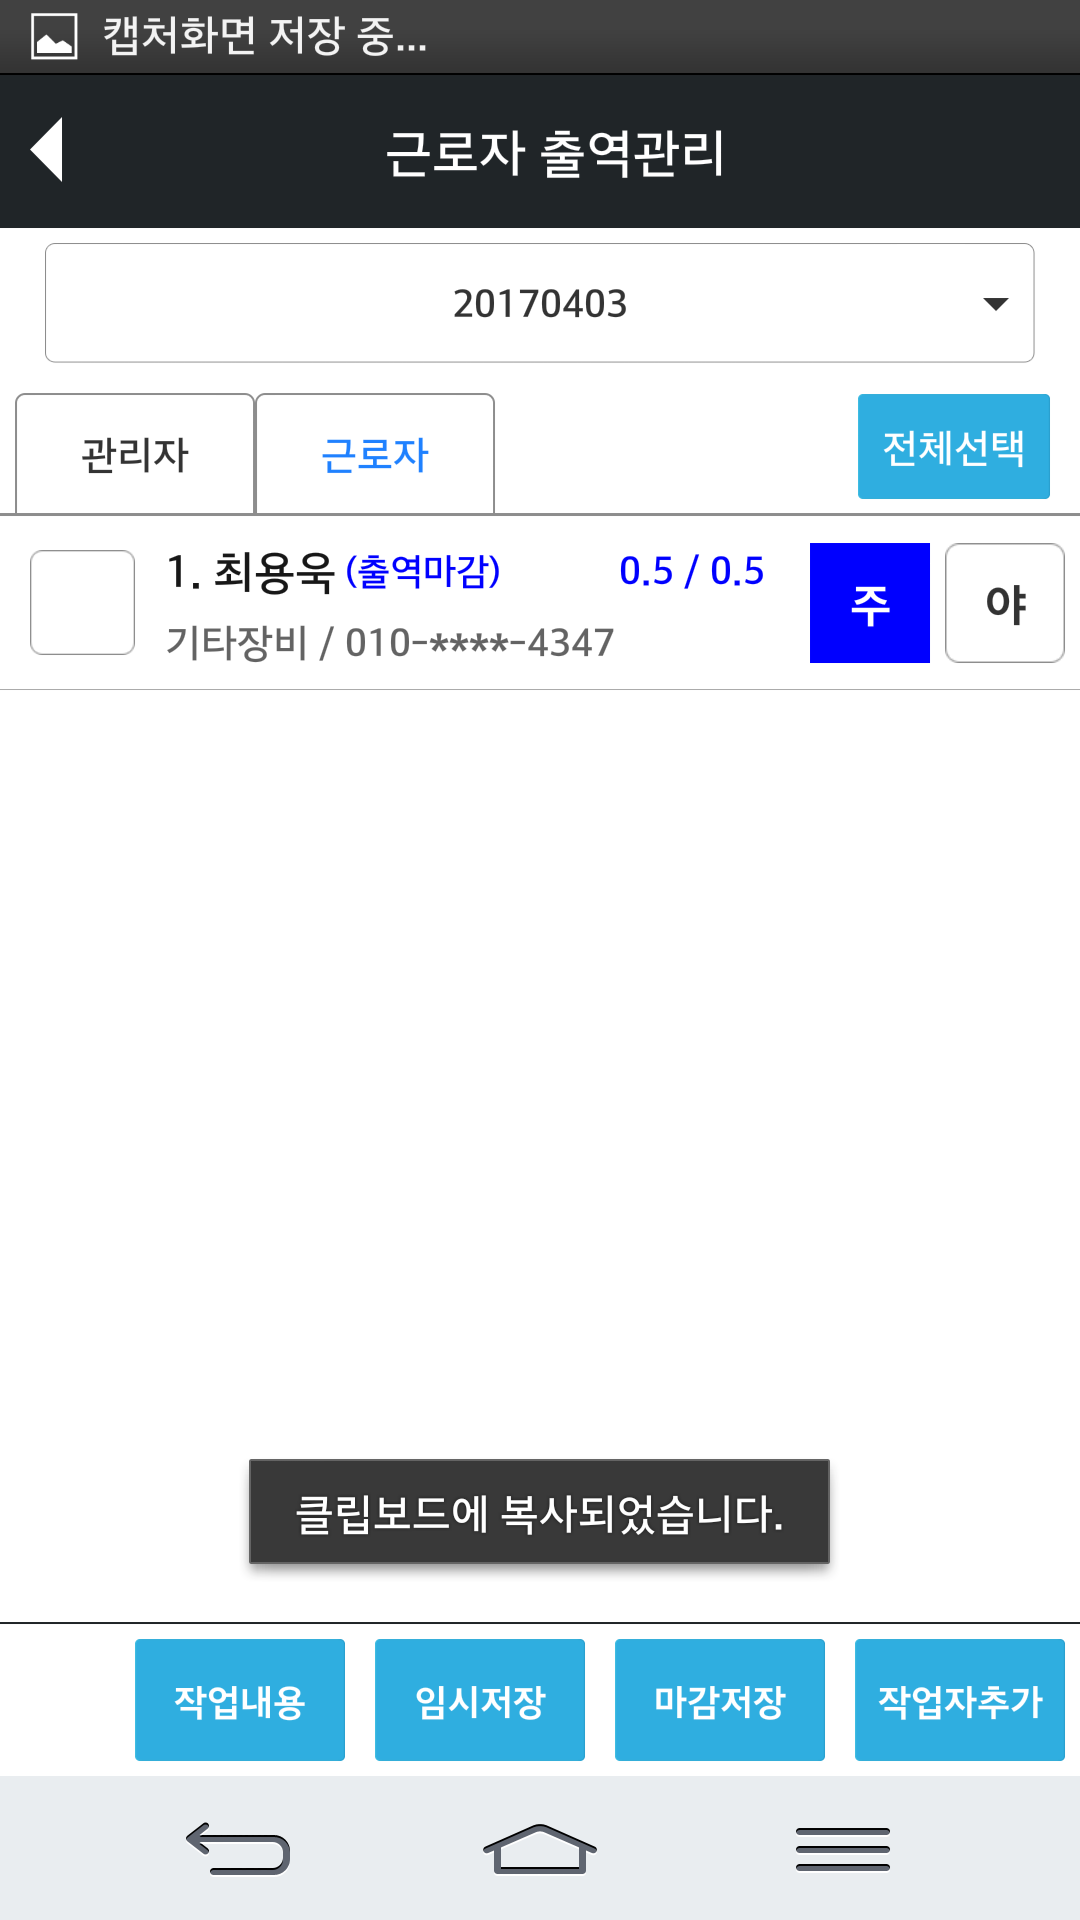 캡처화면 저장 중...
근로자 출역관리
20170403
관리자 근로자 전체선택
1. 최용욱 (출역마감) 0.5 / 0.5 주 야
기타장비 / 010-****-4347
클립보드에 복사되었습니다.
작업내용 임시저장 마감저장 작업자추가